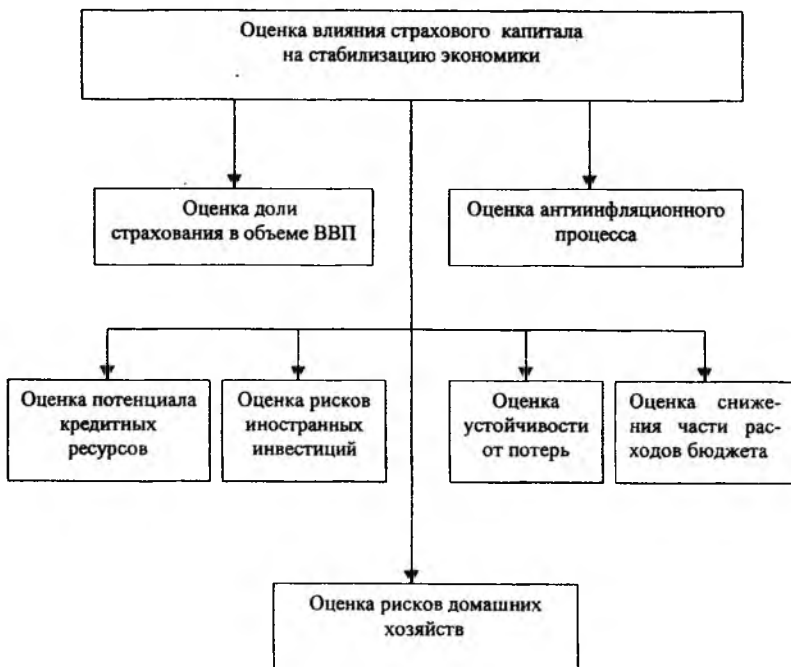 Оценка влияния страхового капитала
на стабилизацию экономики
Оценка доли
страхования в объеме ВВП
Оценка антиинфляционного
процесса
Оценка потенциала
кредитных
ресурсов
Оценка рисков
иностранных
инвестиций
Оценка
устойчивости
от потерь
Оценка сниже-
ния части рас-
ходов бюджета
Оценка рисков домашних
хозяйств